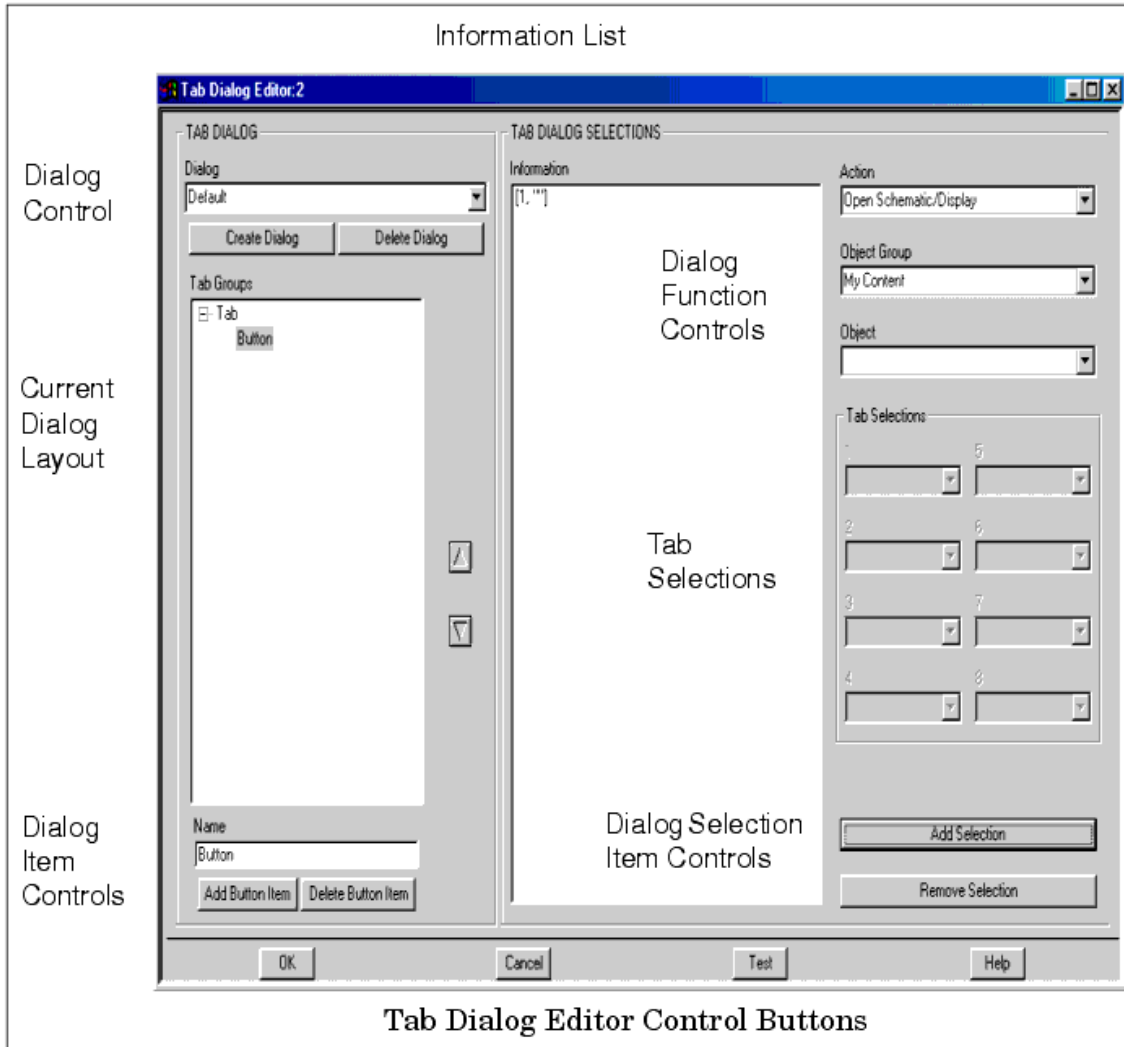 Information List
Tab Dialog Editor:2
TAB DIALOG
TAB DIALOG SELECTIONS
Dialog
Control
Dialog
Default
Create Dialog
Delete Dialog
Tab Groups
Tab
Button
Current
Dialog
Layout
Information
[1, ""]
Dialog
Function
Controls
Tab
Selections
Dialog Selection
Item Controls
Action
Open Schematic/Display
Object Group
My Content
Object
Tab Selections
1
5
2
6
3
7
4
8
Dialog
Item
Controls
Name
Button
Add Button Item
Delete Button Item
Add Selection
Remove Selection
OK
Cancel
Test
Help
Tab Dialog Editor Control Buttons